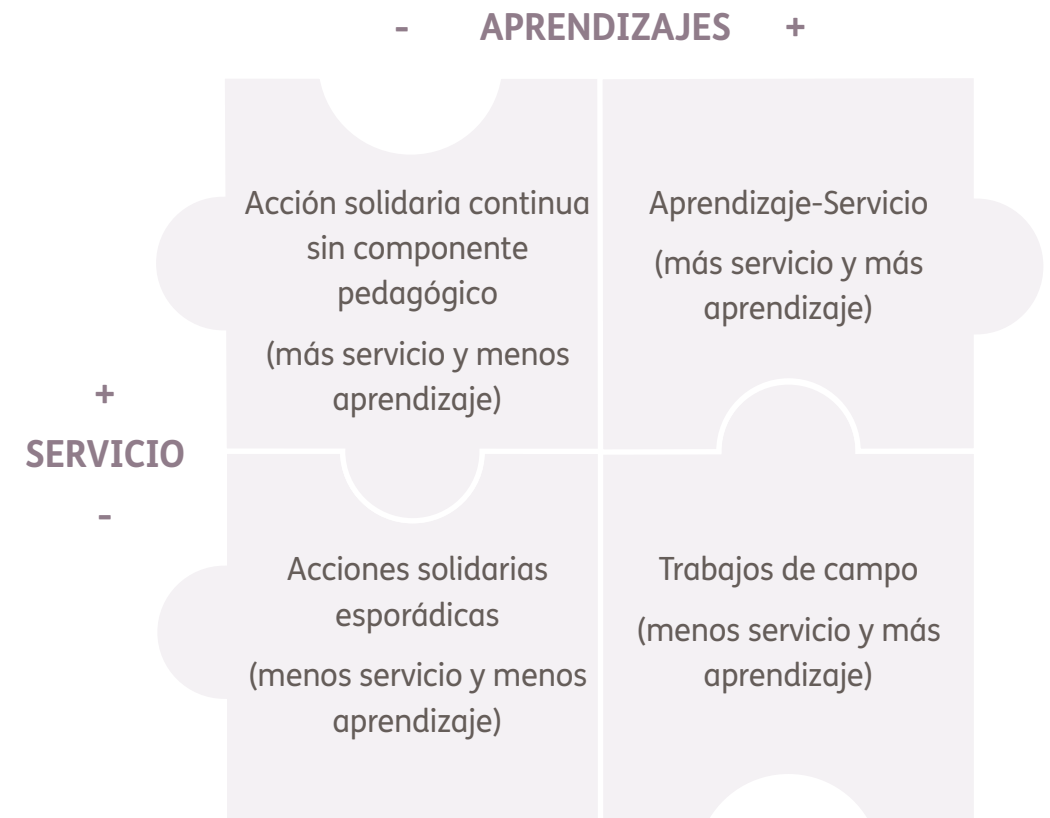 - APRENDIZAJES +
Acción solidaria continua
sin componente
pedagógico
(más servicio y menos
aprendizaje)
Aprendizaje-Servicio
(más servicio y más
aprendizaje)
+
SERVICIO
-
Acciones solidarias
esporádicas
(menos servicio y menos
aprendizaje)
Trabajos de campo
(menos servicio y más
aprendizaje)